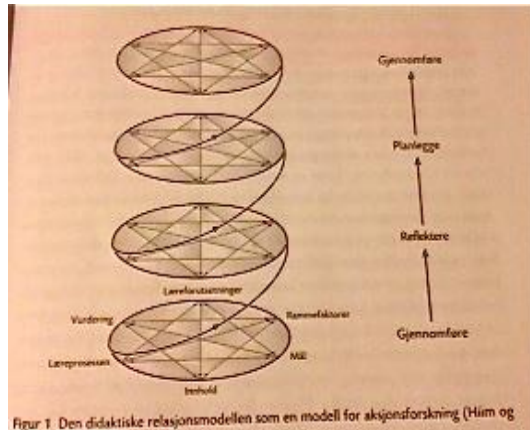 Gjennomføre
Planlegge
Reflektere
Læreforutsetninger
Vurdering
Rammefaktorer
Gjennomføre
Læreprosessen
Mål
Innhold
Figur 1 Den didaktiske relasjonsmodellen som en modell for aksjonsforskning (Hiim og